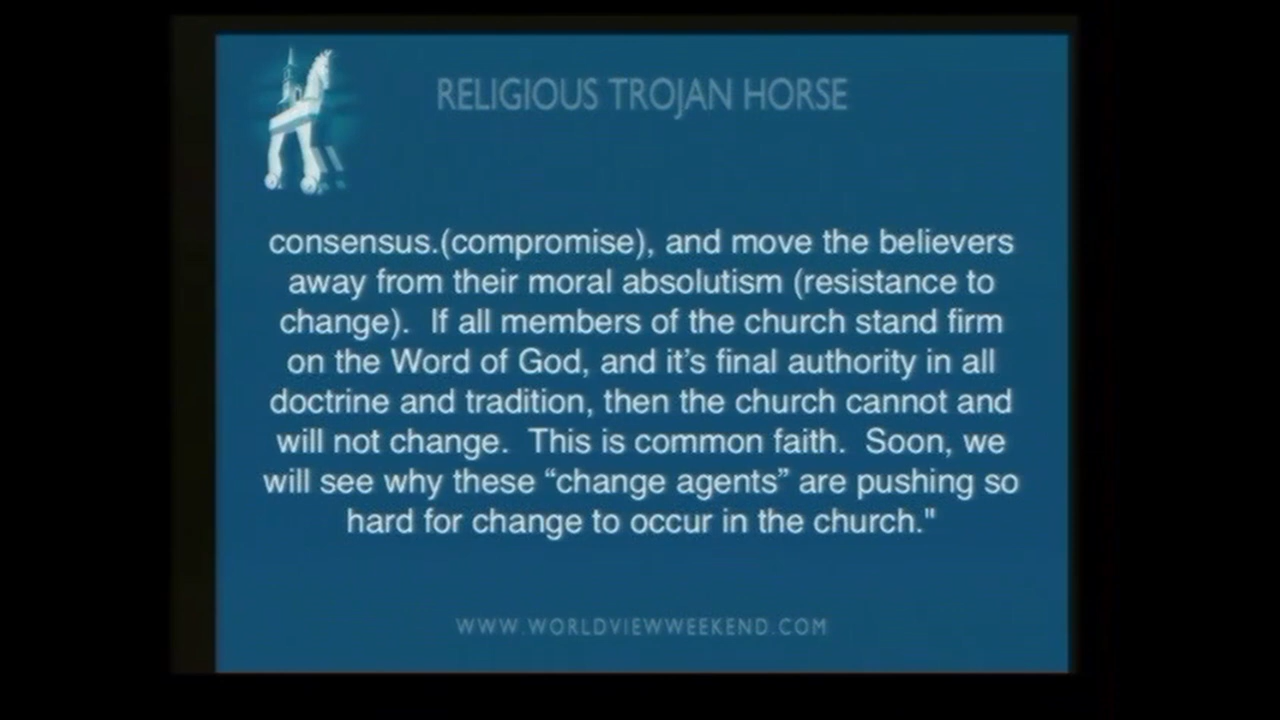 RELIGIOUS TROJAN HORSE
consensus.(compromise), and move the believers
away from their moral absolutism (resistance to
change).  If all members of the church stand firm
on the Word of God, and it’s final authority in all
doctrine and tradition, then the church cannot and
will not change.  This is common faith.  Soon, we
will see why these “change agents” are pushing so
hard for change to occur in the church."
WWW.WORLDVIEWWEEKEND.COM